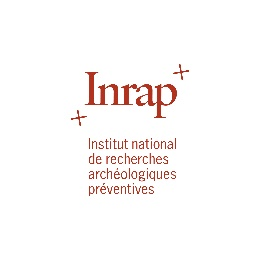 Inrap
Institut national
de recherches
archéologiques
préventives